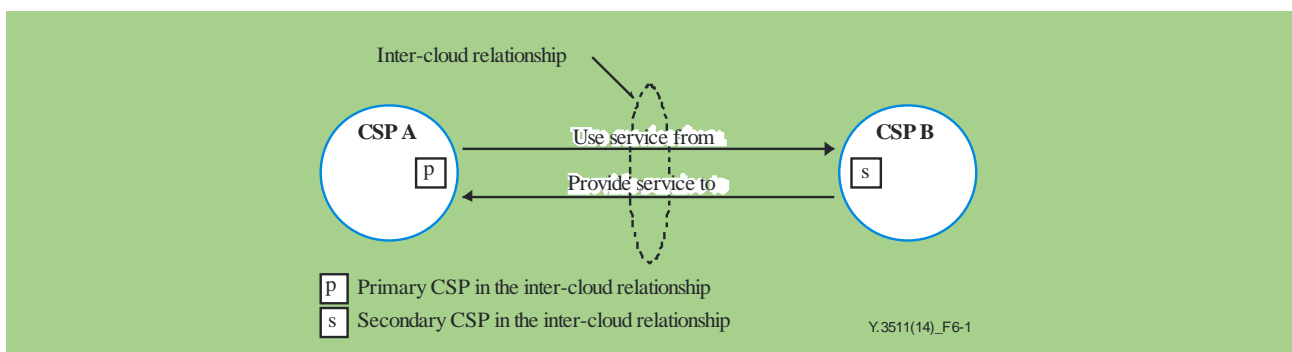 Inter-cloud relationship
CSP A
CSP B
Use service from
p
s
Provide service to
p Primary CSP in the inter-cloud relationship
s Secondary CSP in the inter-cloud relationship
Y.3511(14)_F6-1